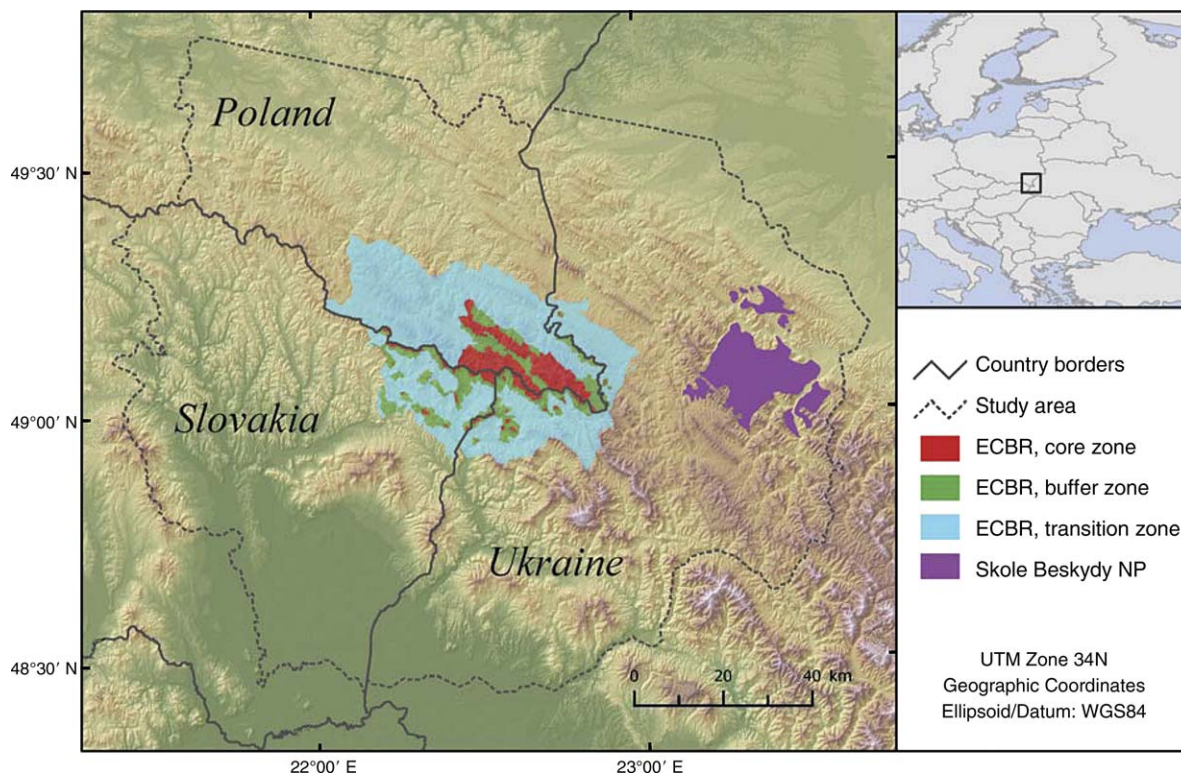 Poland
49°30′ N
Slovakia
49°00′ N
Ukraine
48°30′ N
0 20 40 km
22°00′ E
23°00′ E
Country borders
Study area
ECBR, core zone
ECBR, buffer zone
ECBR, transition zone
Skole Beskydy NP
UTM Zone 34N
Geographic Coordinates
Ellipsoid/Datum: WGS84